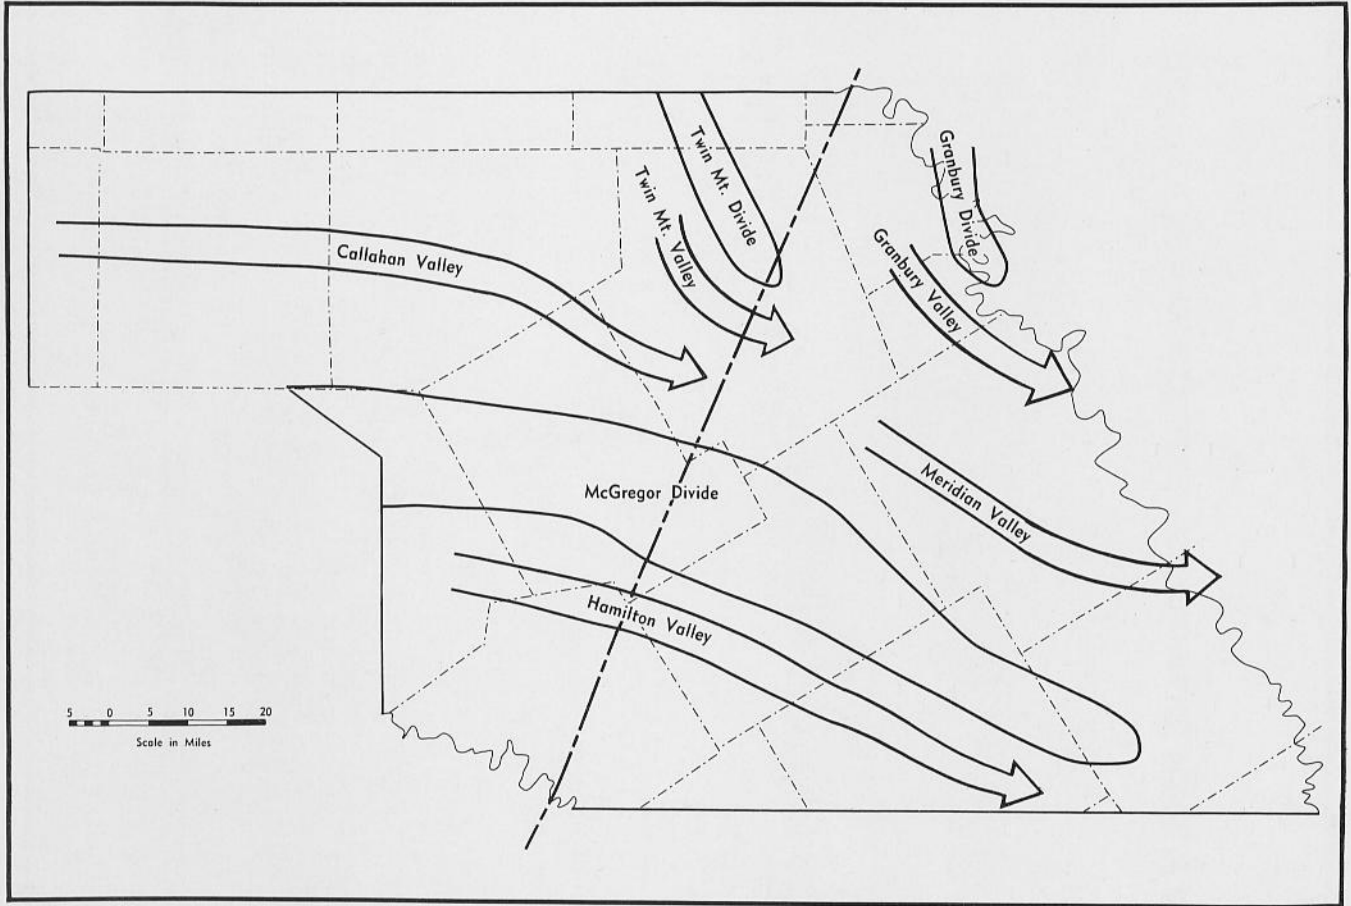 Twin Mt. Divide
Granbury Divide
Twin Mt. Valley
Granbury Valley
Callahan Valley
McGregor Divide
Meridian Valley
Hamilton Valley
5 0 5 10 15 20
Scale in Miles